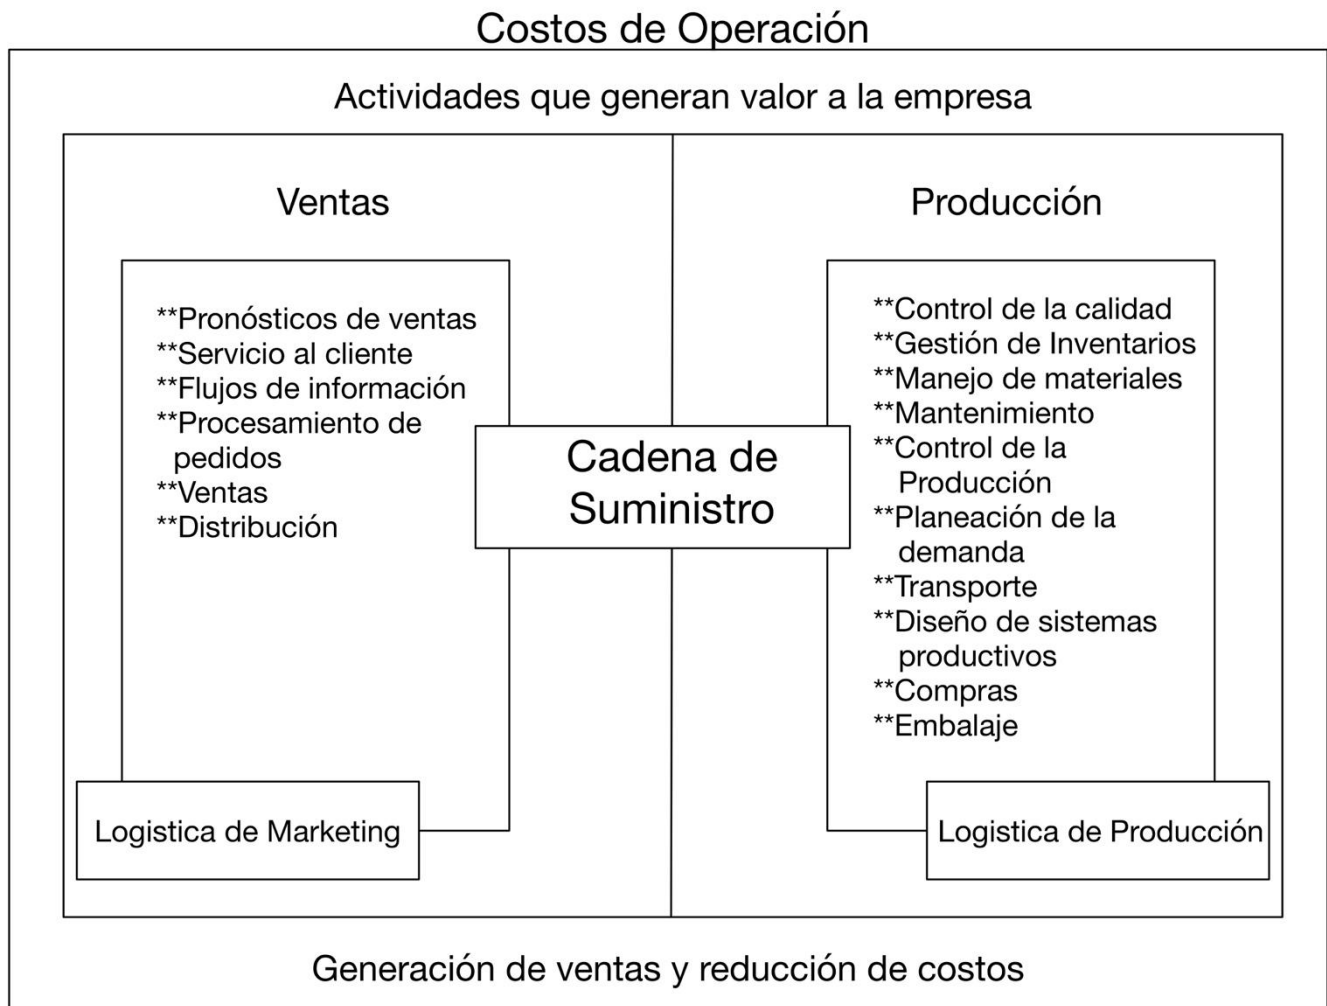 Costos de Operación
Actividades que generan valor a la empresa
Ventas
**Pronósticos de ventas
**Servicio al cliente
**Flujos de información
**Procesamiento de
pedidos
**Ventas
**Distribución
Logistica de Marketing
Cadena de
Suministro
Producción
**Control de la calidad
**Gestión de Inventarios
**Manejo de materiales
**Mantenimiento
**Control de la
Producción
**Planeación de la
demanda
**Transporte
**Diseño de sistemas
productivos
**Compras
**Embalaje
Logistica de Producción
Generación de ventas y reducción de costos